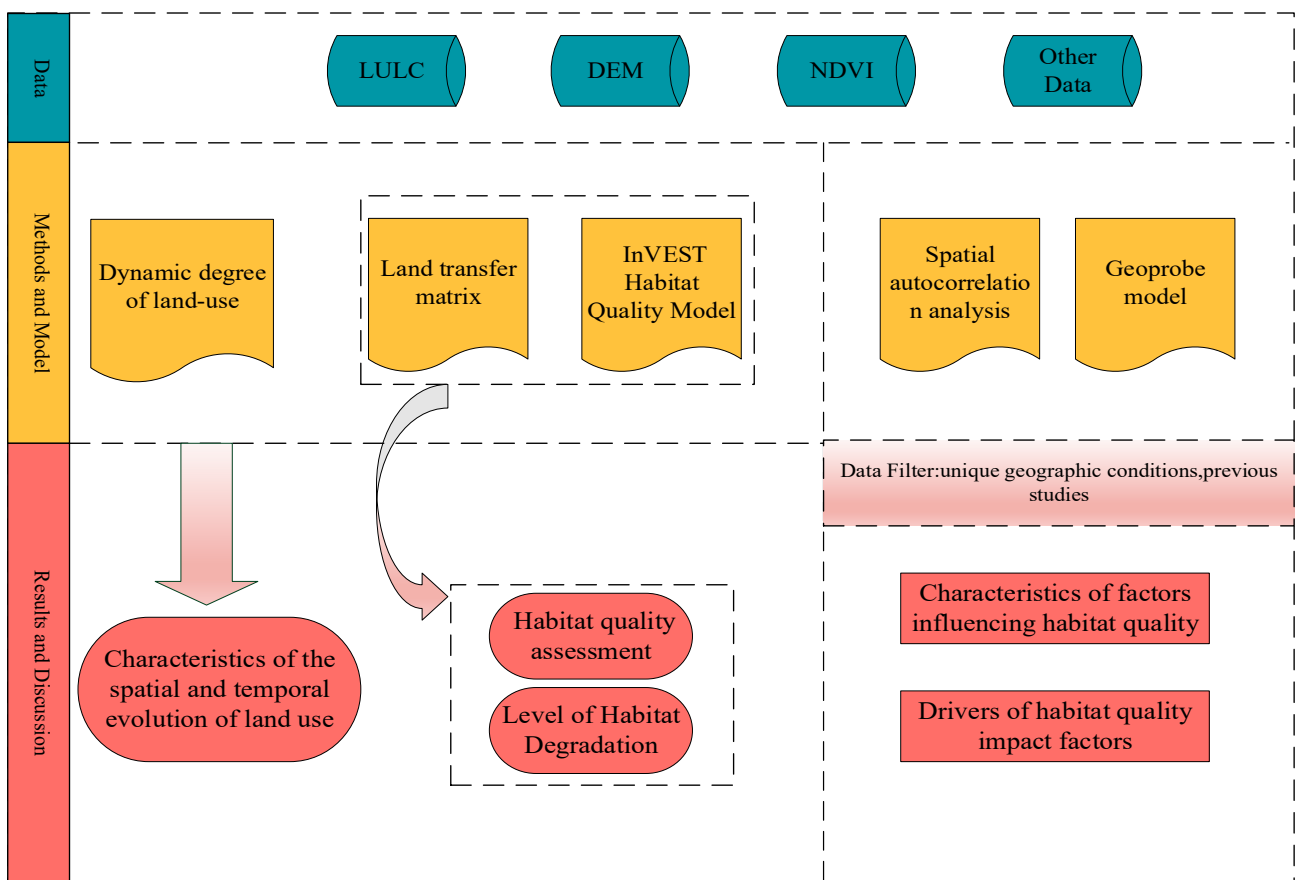 Data
LULC
DEM
NDVI
Other
Data
Methods and Model
Dynamic degree
of land-use
Land transfer
matrix
InVEST
Habitat
Quality Model
Spatial
autocorrelatio
n analysis
Geoprobe
model
Results and Discussion
Data Filter:unique geographic conditions,previous
studies
Characteristics of the
spatial and temporal
evolution of land use
Habitat quality
assessment
Level of Habitat
Degradation
Characteristics of factors
influencing habitat quality
Drivers of habitat quality
impact factors